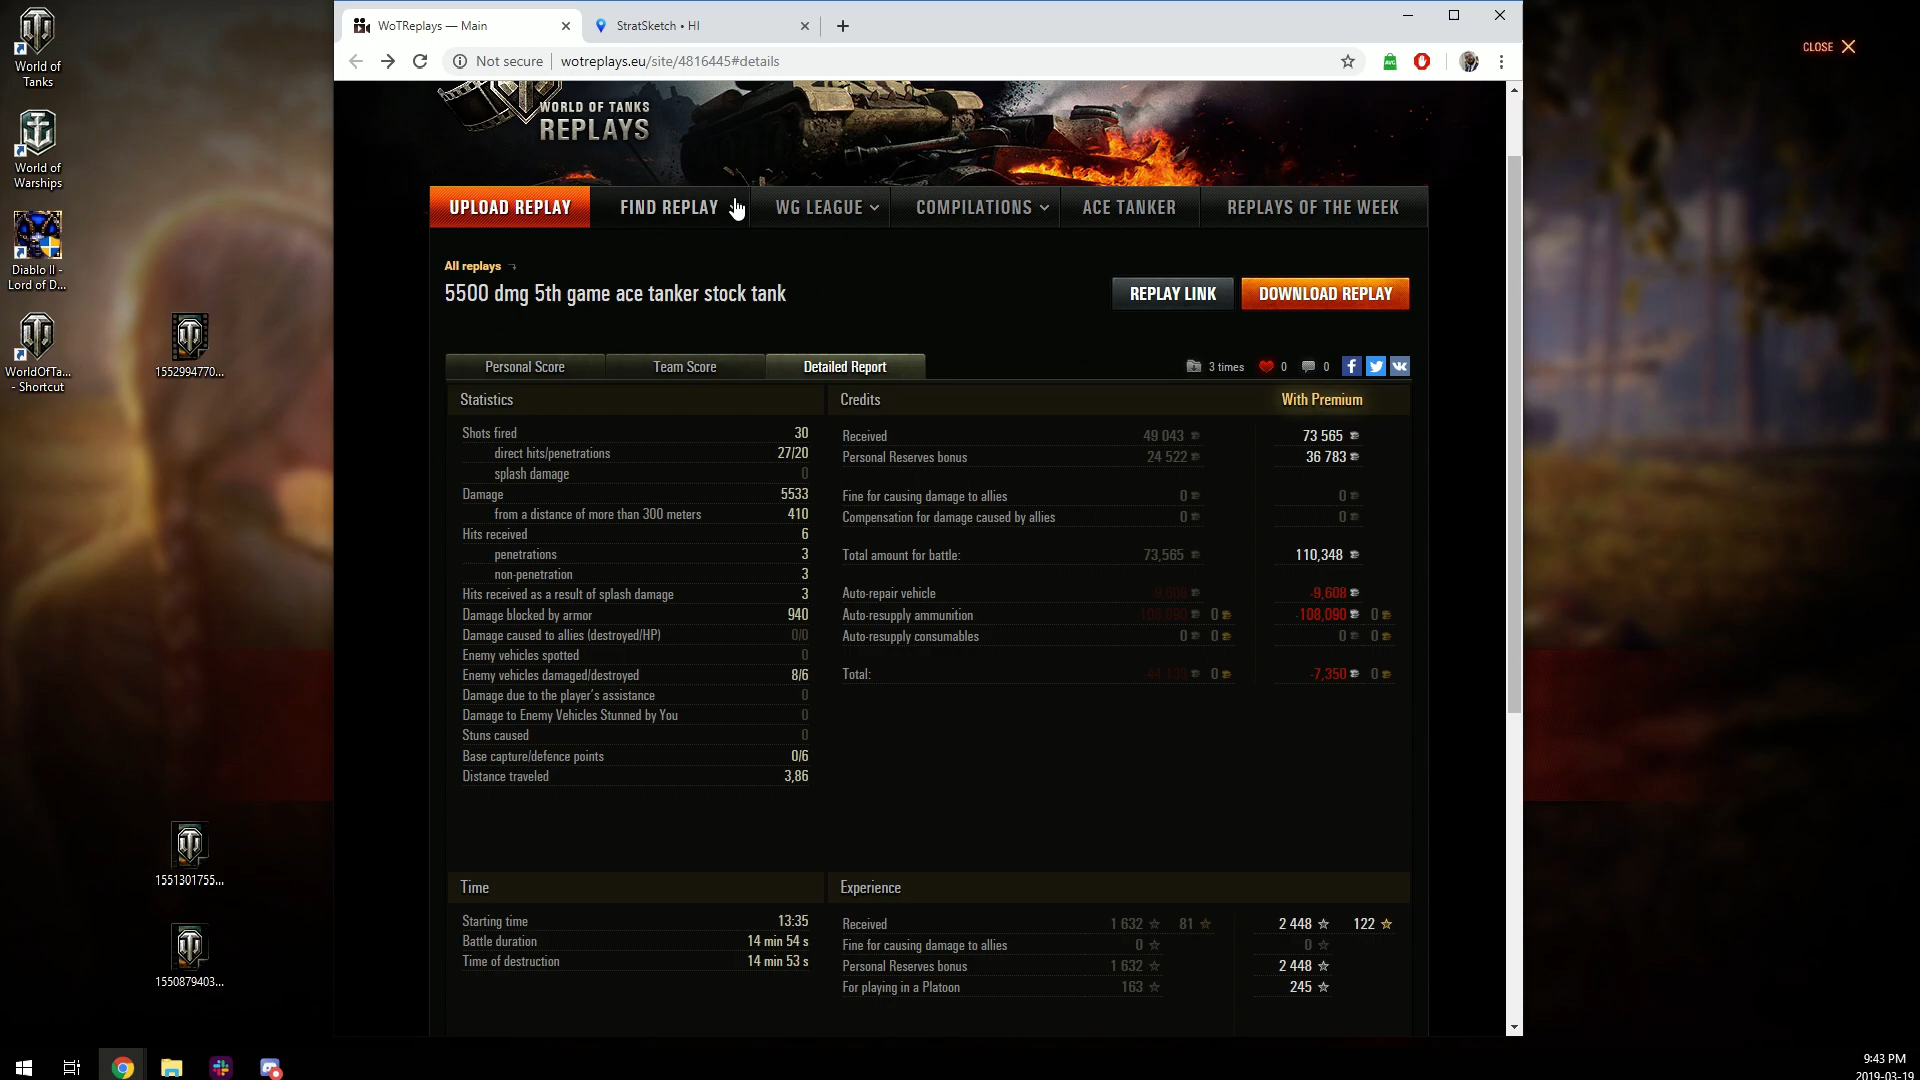 World of
Tanks
World of
Warships
Diablo II -
Lord of D...
WorldOfTa...
- Shortcut
1552994770...
1551301755...
1550879403...
WoTReplays — Main
StratSketch • HI
Not secure
wotreplays.eu/site/4816445#details
CLOSE
WORLD OF TANKS
REPLAYS
UPLOAD REPLAY
FIND REPLAY
WG LEAGUE
COMPILATIONS
ACE TANKER
REPLAYS OF THE WEEK
All replays
5500 dmg 5th game ace tanker stock tank
REPLAY LINK
DOWNLOAD REPLAY
Personal Score
Team Score
Detailed Report
3 times
0
0
Statistics
Shots fired 30
direct hits/penetrations 27/20
splash damage 0
Damage 5533
from a distance of more than 300 meters 410
Hits received 6
penetrations 3
non-penetration 3
Hits received as a result of splash damage 3
Damage blocked by armor 940
Damage caused to allies (destroyed/HP) 0/0
Enemy vehicles spotted 0
Enemy vehicles damaged/destroyed 8/6
Damage due to the player's assistance 0
Damage to Enemy Vehicles Stunned by You 0
Stuns caused 0
Base capture/defence points 0/6
Distance traveled 3,86
Credits With Premium
Received 49 043 73 565
Personal Reserves bonus 24 522 36 783
Fine for causing damage to allies 0 0
Compensation for damage caused by allies 0 0
Total amount for battle: 73,565 110,348
Auto-repair vehicle -9,608 -9,608
Auto-resupply ammunition -108,090 0 -108,090 0
Auto-resupply consumables 0 0 0 0
Total: 0 -7,350 0
Time
Starting time 13:35
Battle duration 14 min 54 s
Time of destruction 14 min 53 s
Experience
Received 1 632 81 2 448 122
Fine for causing damage to allies 0 0
Personal Reserves bonus 1 632 2 448
For playing in a Platoon 163 245
9:43 PM
2019-03-19